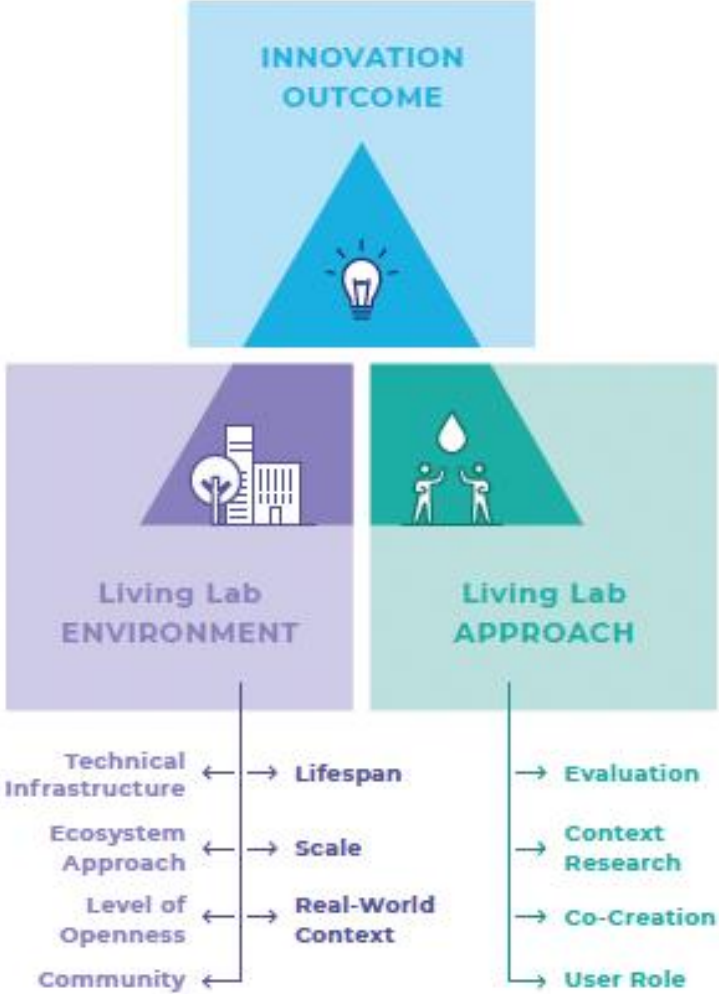 INNOVATION
OUTCOME
Living Lab
ENVIRONMENT
Living Lab
APPROACH
Technical
Infrastructure
Lifespan
Ecosystem
Approach
Scale
Level of
Openness
Real-World
Context
Community
Evaluation
Context
Research
Co-Creation
User Role